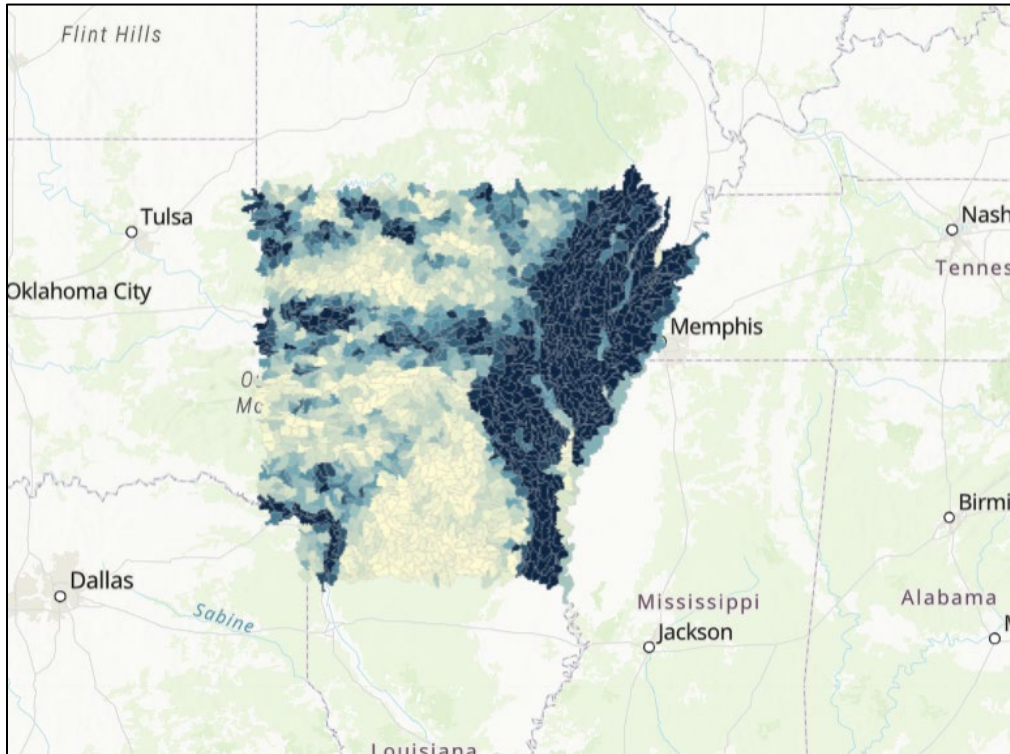 Flint Hills
Tulsa
Nash
Tennes
Oklahoma City
Memphis
Birmi
Dallas
Sabine
Mississippi
Alabama
Jackson
M
Louisiana